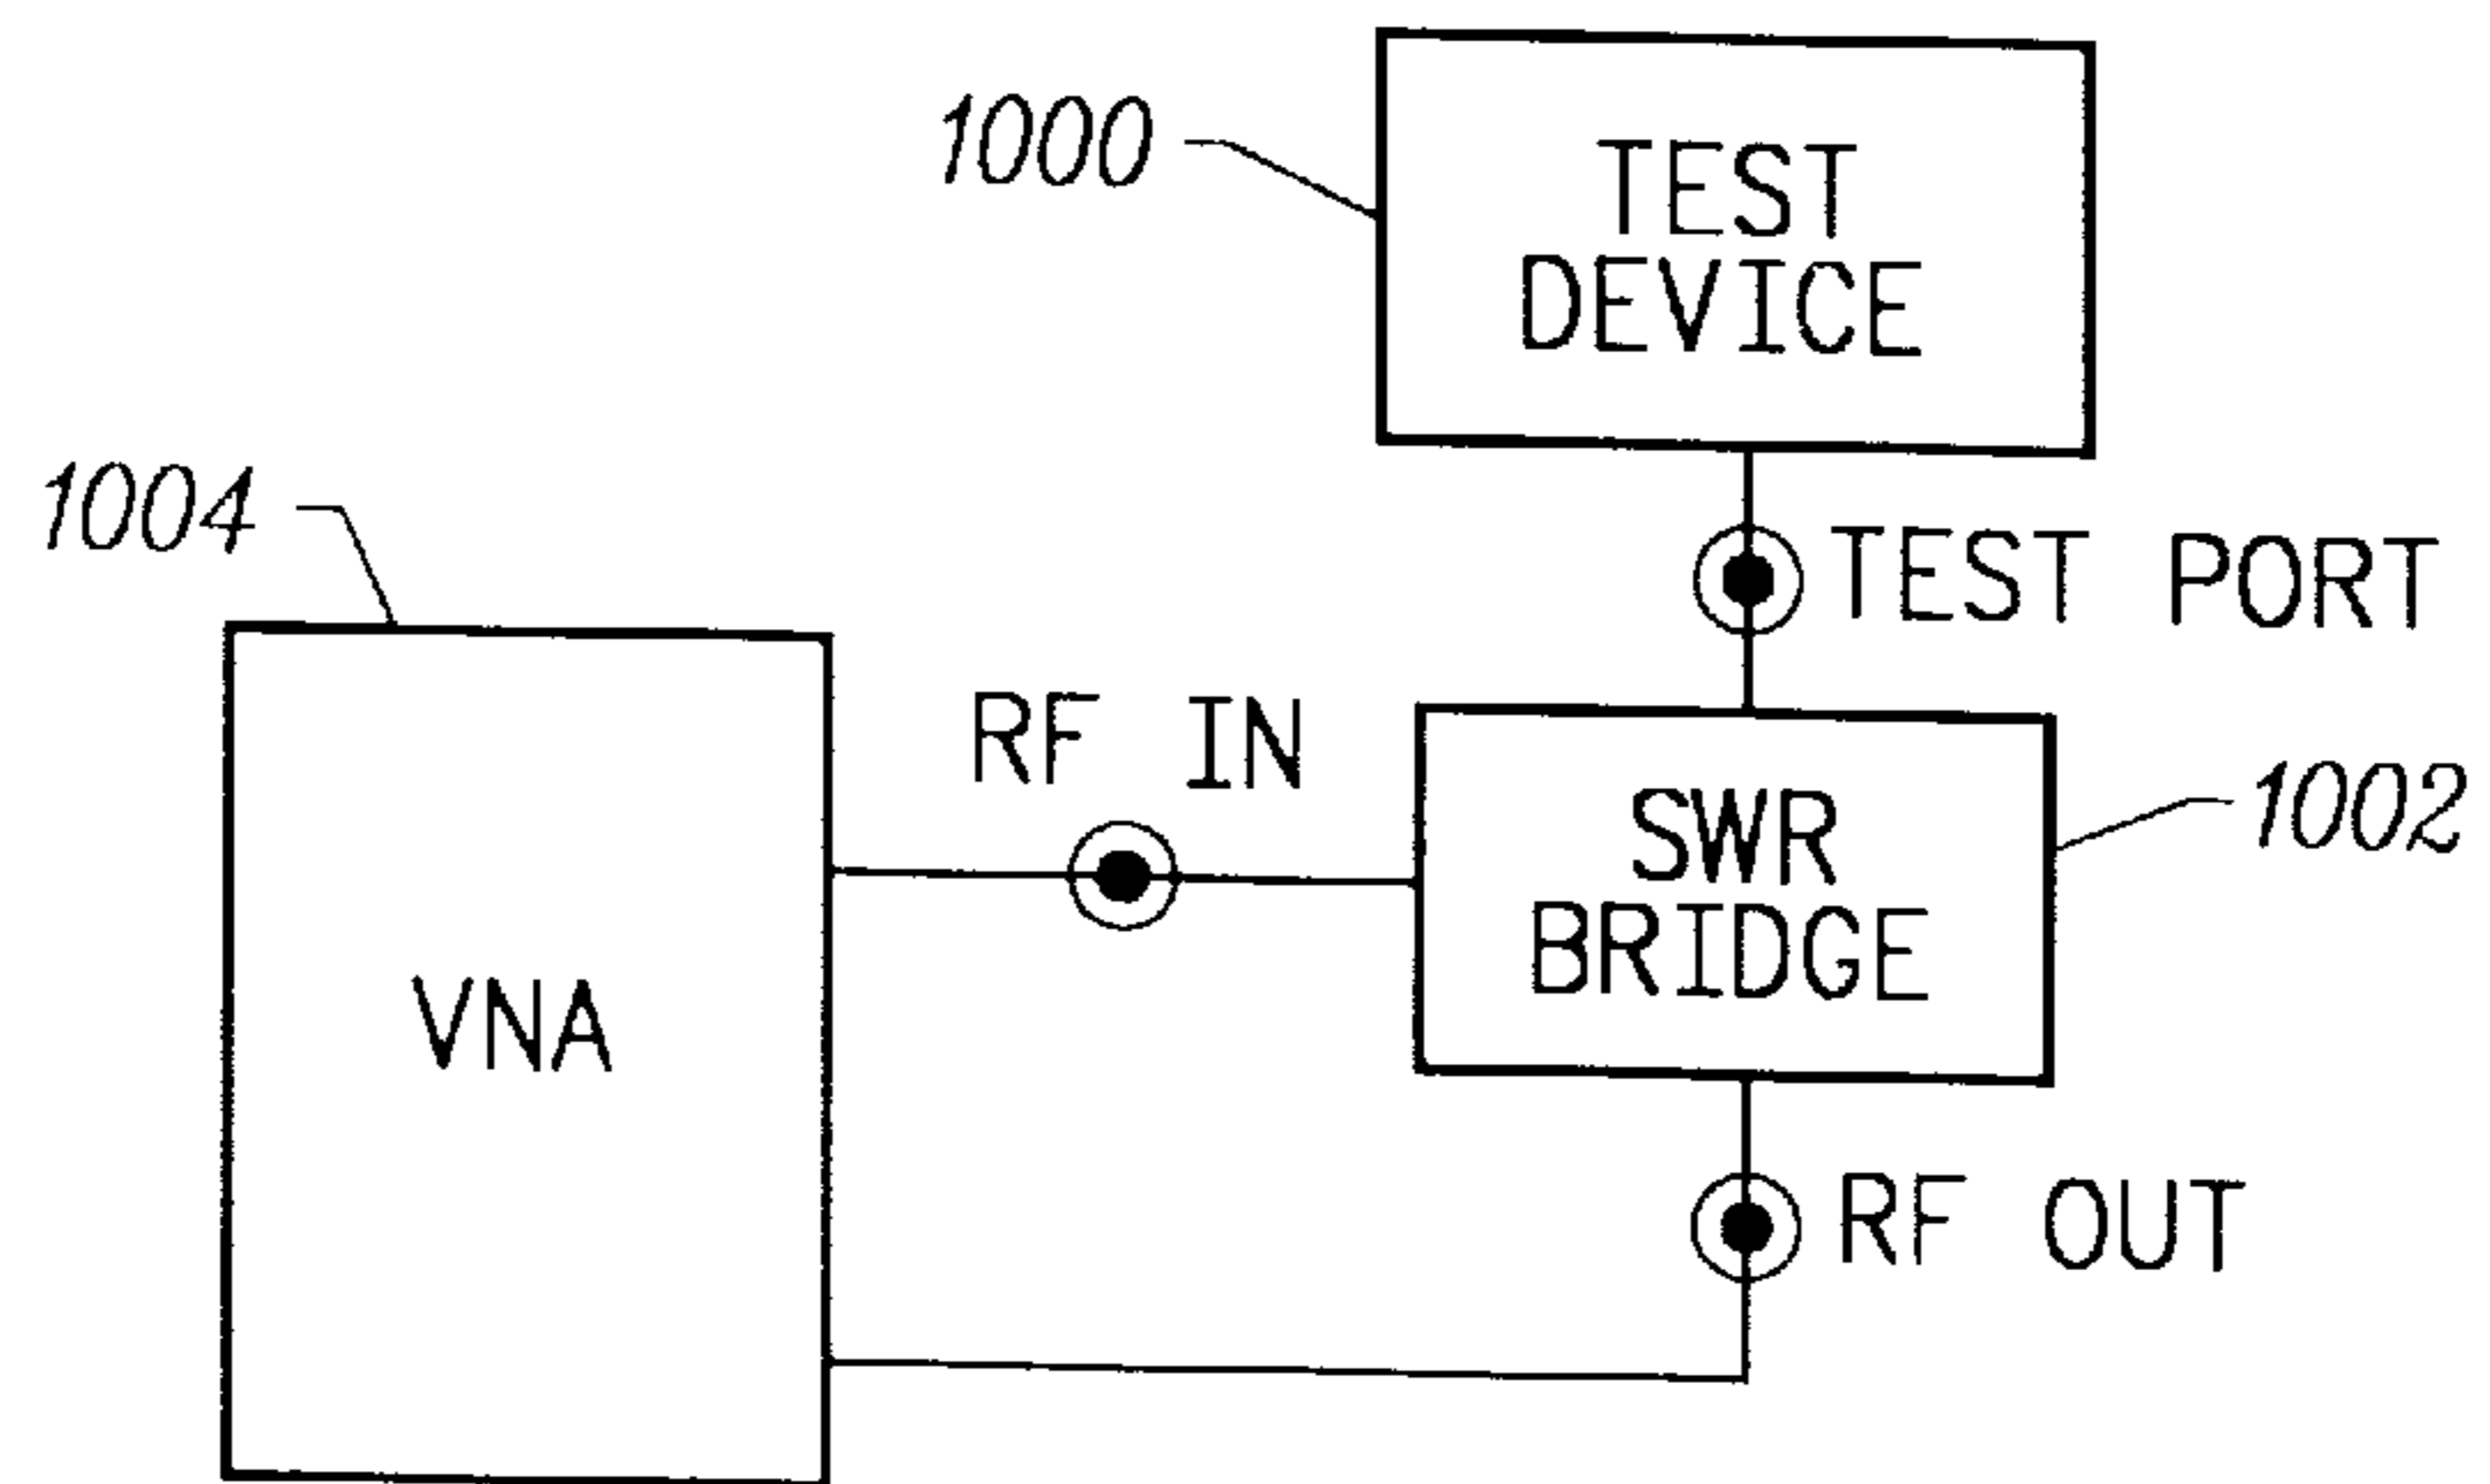 1000
TEST
DEVICE
1004
TEST PORT
RF IN
SWR
BRIDGE
1002
VNA
RF OUT